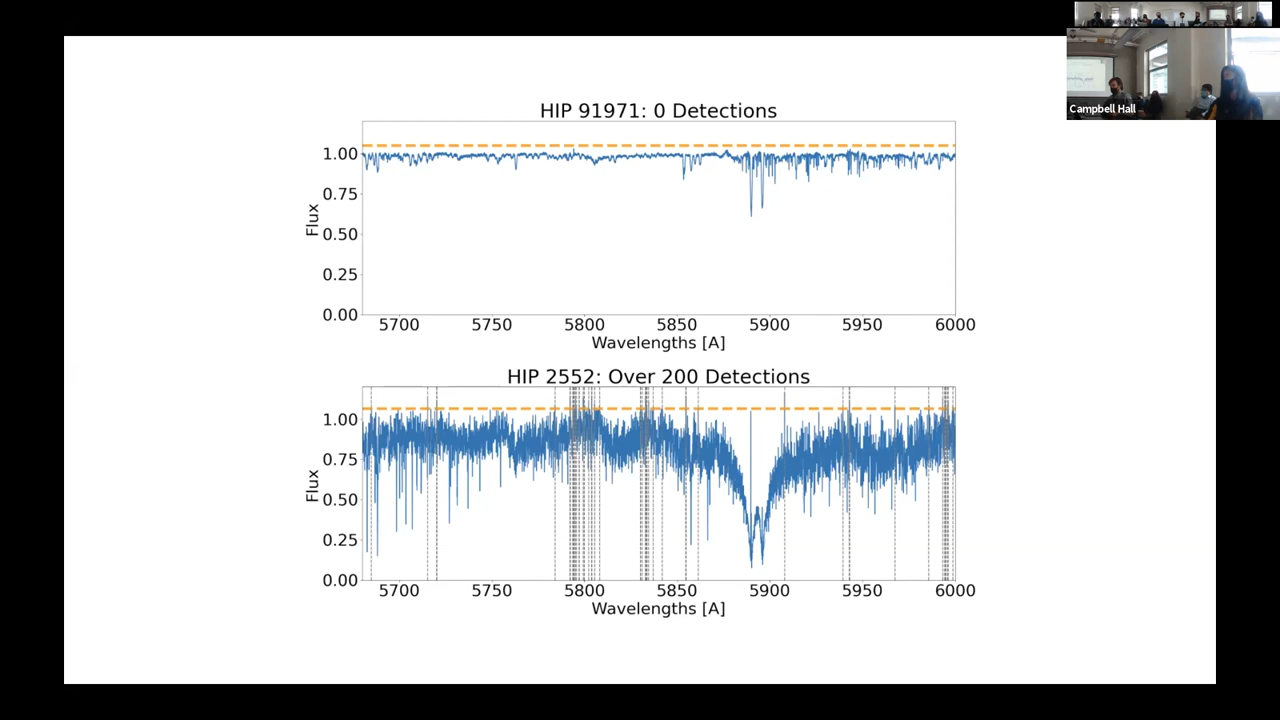 Campbell Hall
HIP 91971: 0 Detections
1.00
0.75
0.50
0.25
0.00
Flux
5700 5750 5800 5850 5900 5950 6000
Wavelengths [A]
HIP 2552: Over 200 Detections
1.00
0.75
0.50
0.25
0.00
Flux
5700 5750 5800 5850 5900 5950 6000
Wavelengths [A]